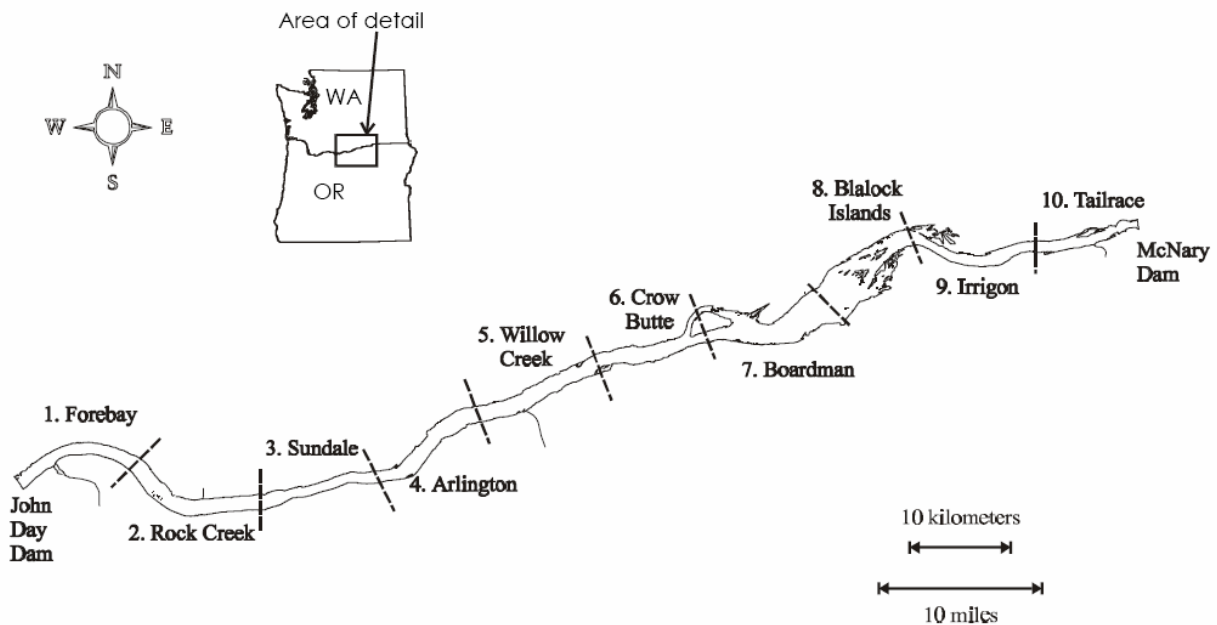 Area of detail
N
W
E
S
WA
OR
8. Blalock
Islands
10. Tailrace
McNary
Dam
9. Irrigon
6. Crow
Butte
7. Boardman
5. Willow
Creek
1. Forebay
3. Sundale
4. Arlington
John
Day
Dam
2. Rock Creek
10 kilometers
10 miles